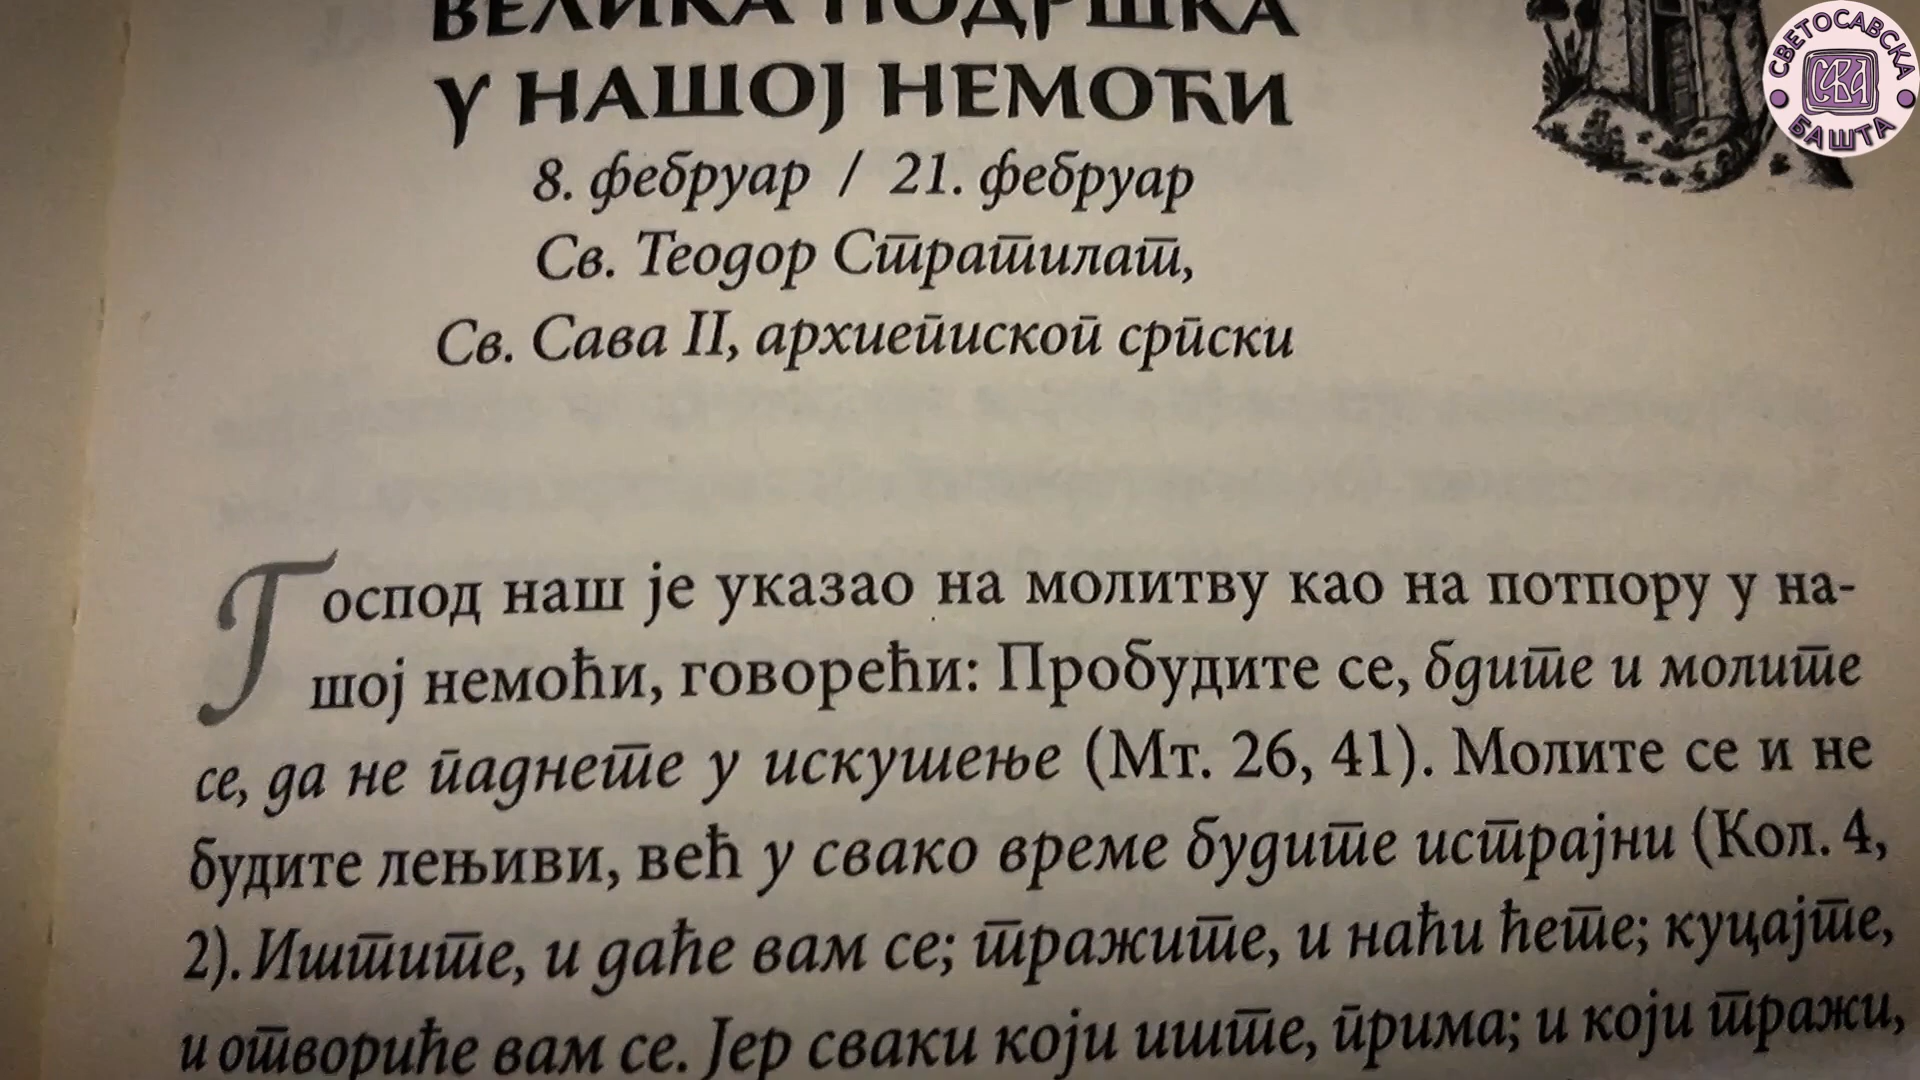 ВЕЛИКА ПОДРШКА
У НАШОЈ НЕМОЋИ
8. фебруар / 21. фебруар
Св. Теодор Стратилат,
Св. Сава II, архиепископ српски
Господ наш је указао на молитву као на потпору у на-
шој немоћи, говорећи: Пробудите се, бдите и молите
се, да не паднете у искушење (Мт. 26, 41). Молите се и не
будите лењиви, већ у свако време будите истрајни (Кол. 4,
2). Иштите, и даће вам се; тражите, и наћи ћете; куцајте,
и отвориће вам се. Јер сваки који иште, прима; и који тражи,
СВЕТОСАВСКА
САВА
БАШТА